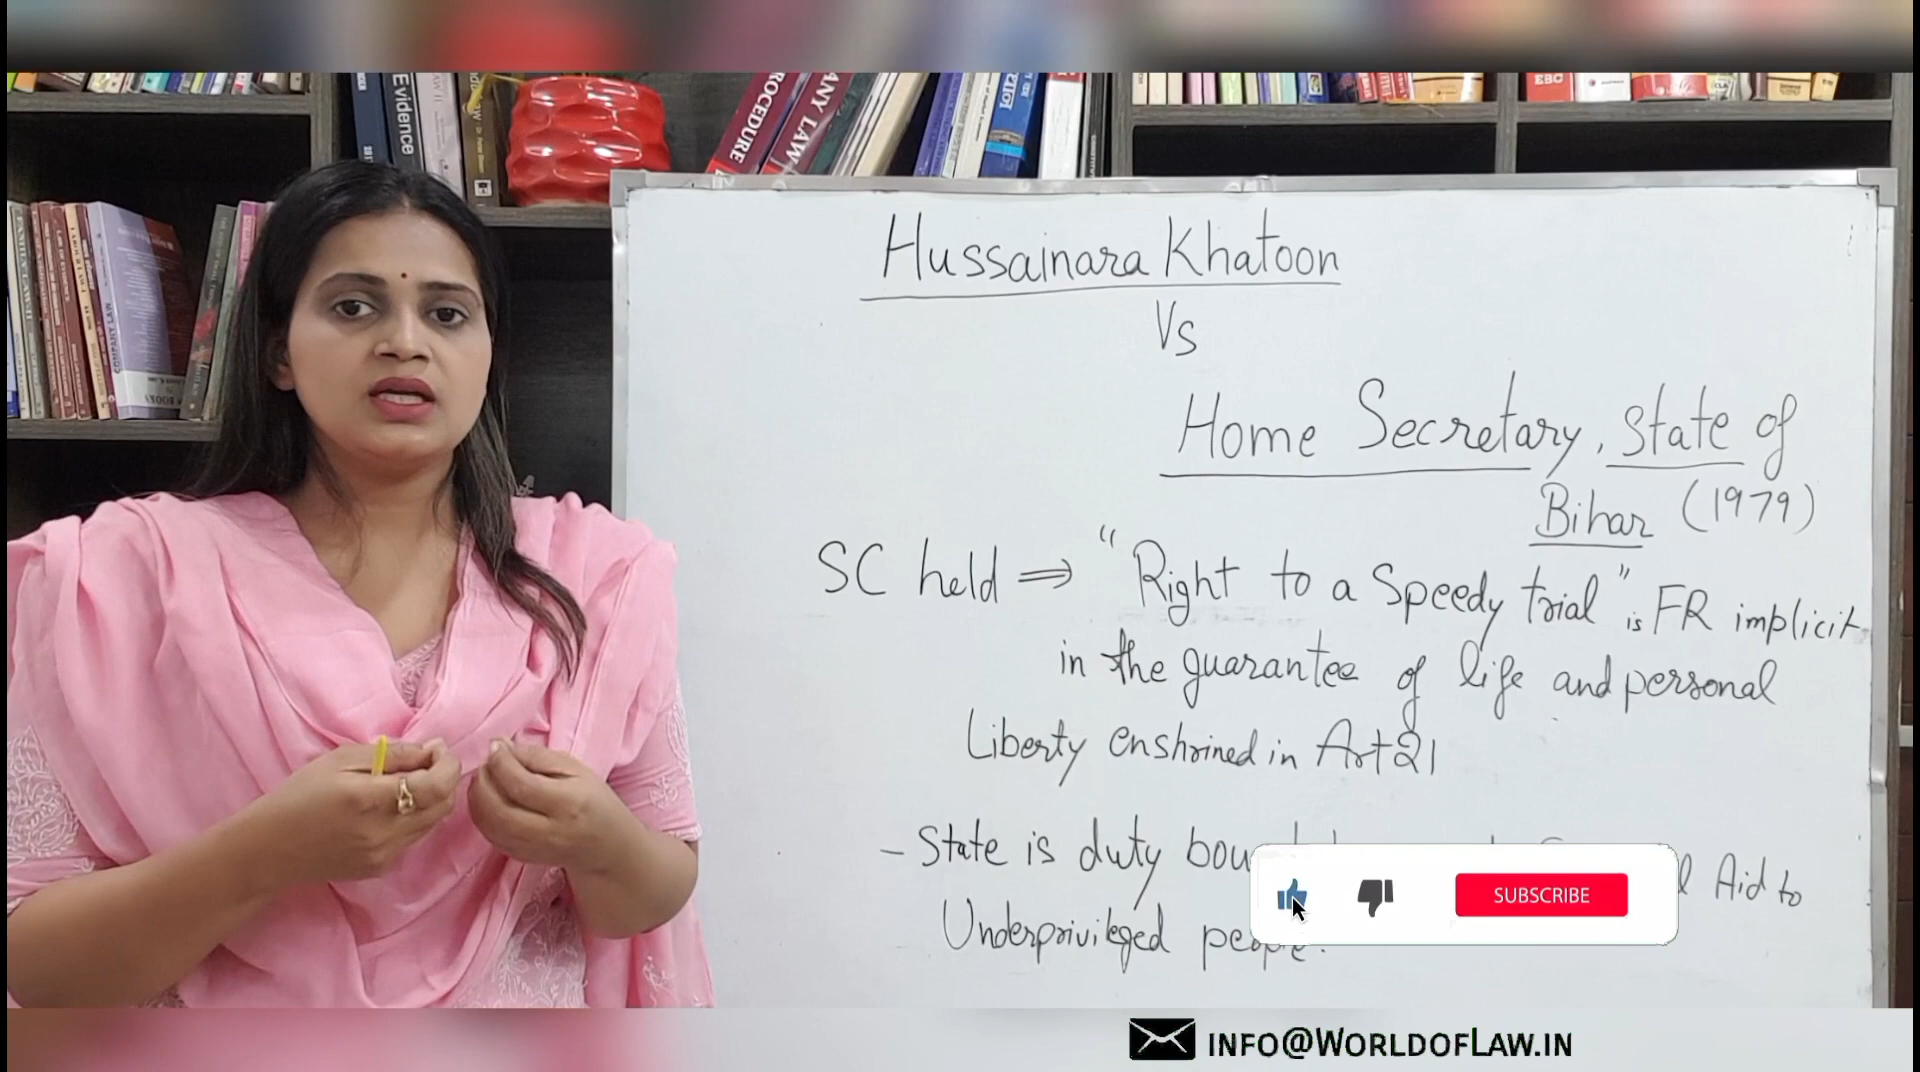 Evidence
ROCEDURE
ANY LAW
EBC
COMPANY LAW
Hussainara Khatoon
Vs
Home Secretary, State of
Bihar (1979)
SC held ⇒ "Right to a Speedy trial" is FR implicit
in the guarantee of life and personal
Liberty enshrined in Art 21
- State is duty bou Aid to
Underprivileged people.
SUBSCRIBE
INFO@WORLDOFLAW.IN